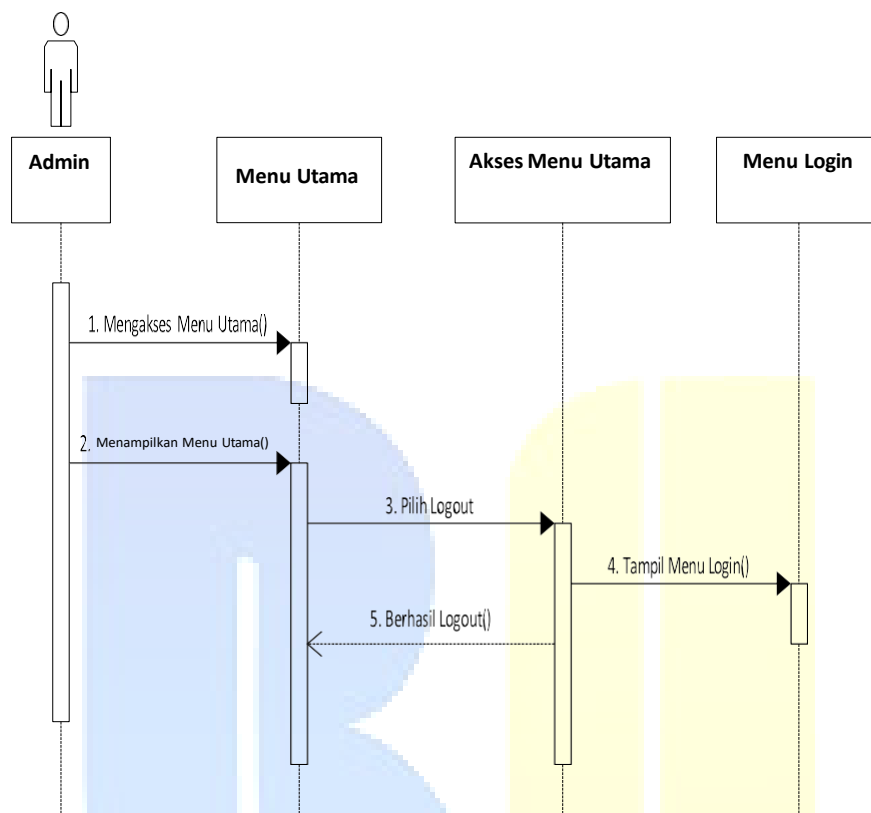 Admin
Menu Utama
Akses Menu Utama
Menu Login
1. Mengakses Menu Utama()
2. Menampilkan Menu Utama()
3. Pilih Logout
4. Tampil Menu Login()
5. Berhasil Logout()